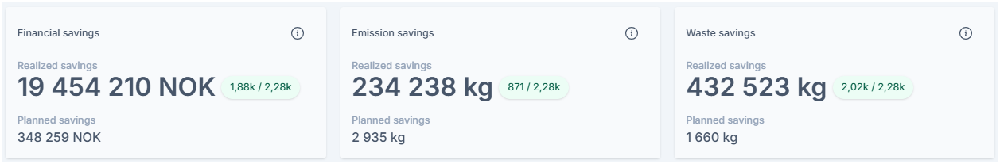 Financial savings
Realized savings
19 454 210 NOK 1,88k / 2,28k
Planned savings
348 259 NOK
Emission savings
Realized savings
234 238 kg 871 / 2,28k
Planned savings
2 935 kg
Waste savings
Realized savings
432 523 kg 2,02k / 2,28k
Planned savings
1 660 kg